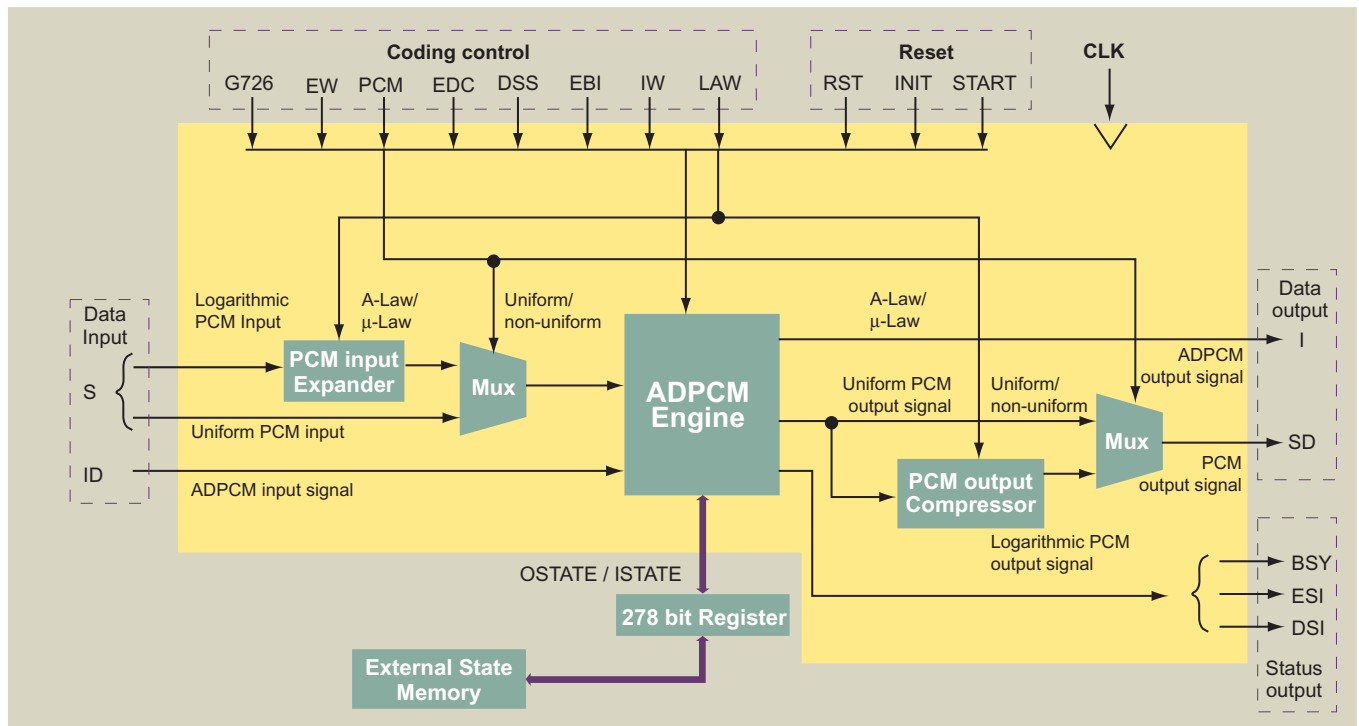 Coding control
G726 EW PCM EDC DSS EBI IW LAW
Reset
RST INIT START
CLK
Data
Input
S
ID
Logarithmic
PCM Input
A-Law/
μ-Law
Uniform/
non-uniform
PCM input
Expander
Mux
Uniform PCM input
ADPCM input signal
ADPCM
Engine
A-Law/
μ-Law
Uniform PCM
output signal
Uniform/
non-uniform
Mux
PCM output
Compressor
Logarithmic PCM
output signal
Data
output
I
ADPCM
output signal
SD
PCM
output signal
BSY
ESI
DSI
Status
output
OSTATE / ISTATE
278 bit Register
External State
Memory